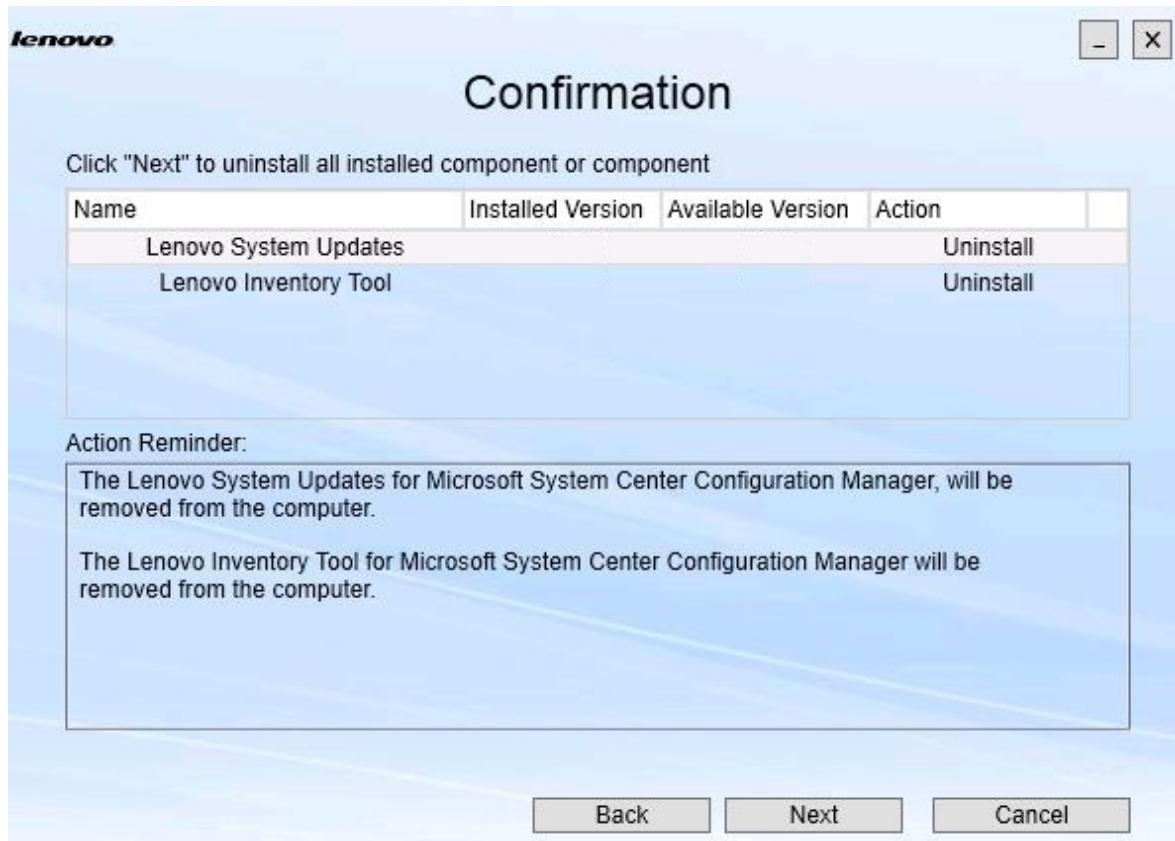 lenovo
Confirmation
Click "Next" to uninstall all installed component or component
Name Installed Version Available Version Action
Lenovo System Updates Uninstall
Lenovo Inventory Tool Uninstall
Action Reminder:
The Lenovo System Updates for Microsoft System Center Configuration Manager, will be
removed from the computer.
The Lenovo Inventory Tool for Microsoft System Center Configuration Manager will be
removed from the computer.
Back Next Cancel